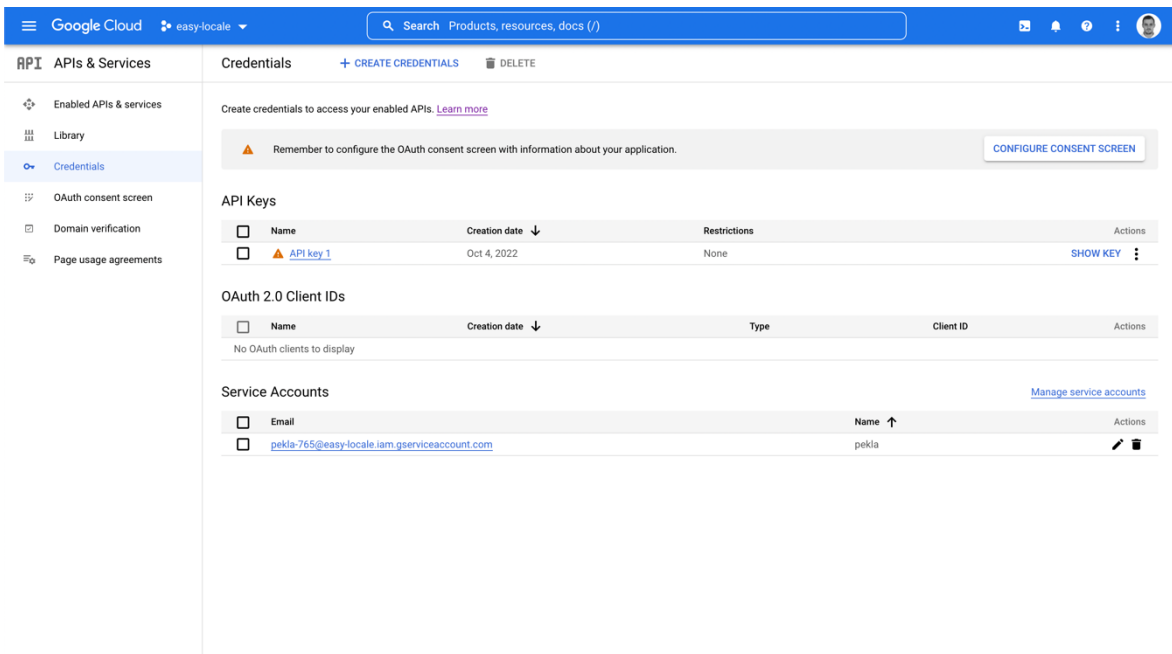 Google Cloud easy-locale Search Products, resources, docs (/)
API APIs & Services Credentials + CREATE CREDENTIALS DELETE
Enabled APIs & services
Library
Credentials
OAuth consent screen
Domain verification
Page usage agreements
Create credentials to access your enabled APIs. Learn more
Remember to configure the OAuth consent screen with information about your application. CONFIGURE CONSENT SCREEN
API Keys
Name Creation date Restrictions Actions
API key 1 Oct 4, 2022 None SHOW KEY
OAuth 2.0 Client IDs
Name Creation date Type Client ID Actions
No OAuth clients to display
Service Accounts Manage service accounts
Email Name Actions
pekla-765@easy-locale.iam.gserviceaccount.com pekla